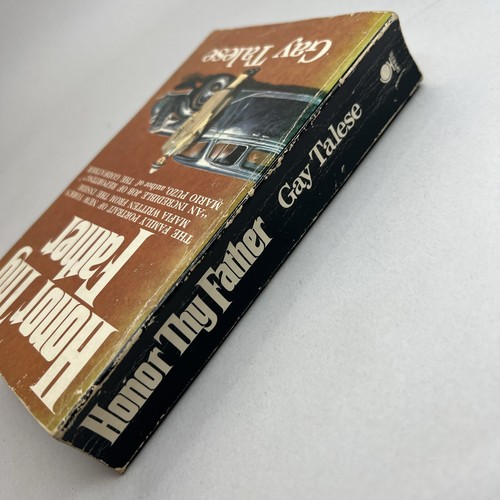 Honor Thy
Father
THE FAMILY PORTRAIT OF NEW YORK'S
MAFIA WRITTEN FROM THE INSIDE
"AN INCREDIBLE JOB OF REPORTING"
MARIO PUZO, author of THE GODFATHER
Gay Talese
Honor Thy Father Gay Talese